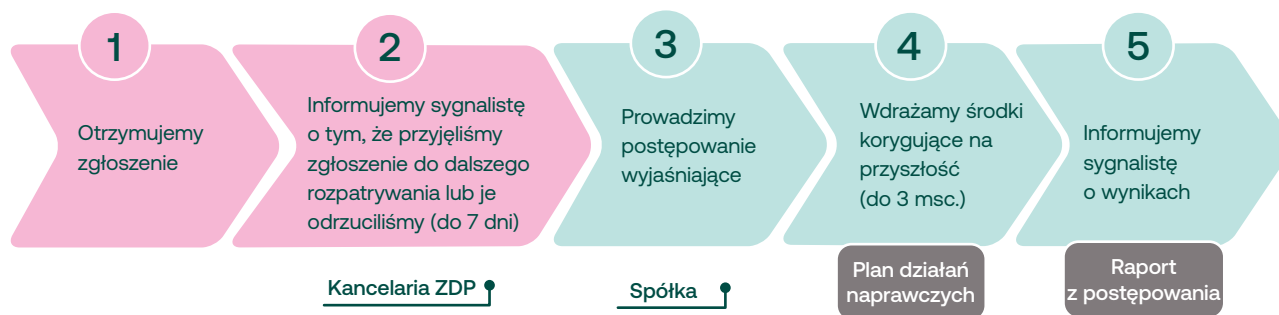 1
Otrzymujemy
zgłoszenie
2
Informujemy sygnalistę
o tym, że przyjęliśmy
zgłoszenie do dalszego
rozpatrywania lub je
odrzuciliśmy (do 7 dni)
Kancelaria ZDP
3
Prowadzimy
postępowanie
wyjaśniające
Spółka
4
Wdrażamy środki
korygujące na
przyszłość
(do 3 msc.)
Plan działań
naprawczych
5
Informujemy
sygnalistę
o wynikach
Raport
z postępowania